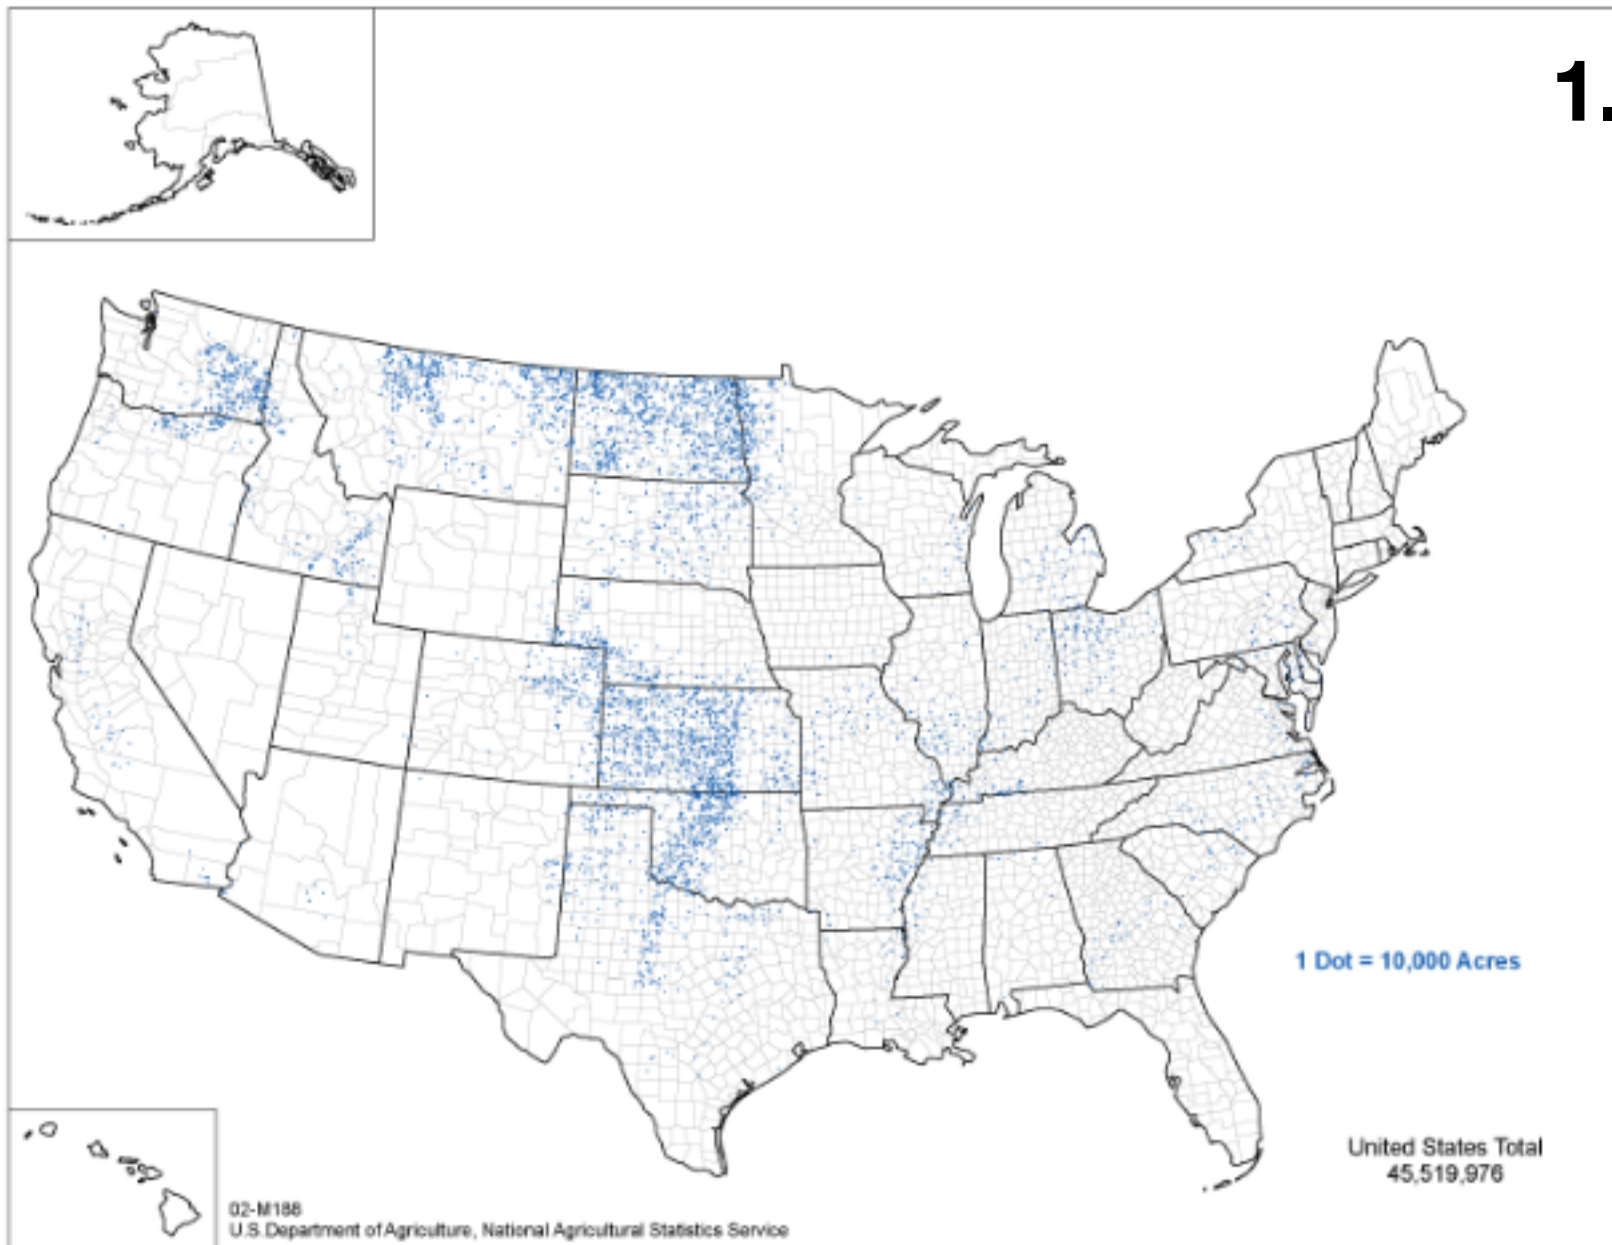 1.
1 Dot = 10,000 Acres
United States Total
45,519,976
02-M188
U.S. Department of Agriculture, National Agricultural Statistics Service